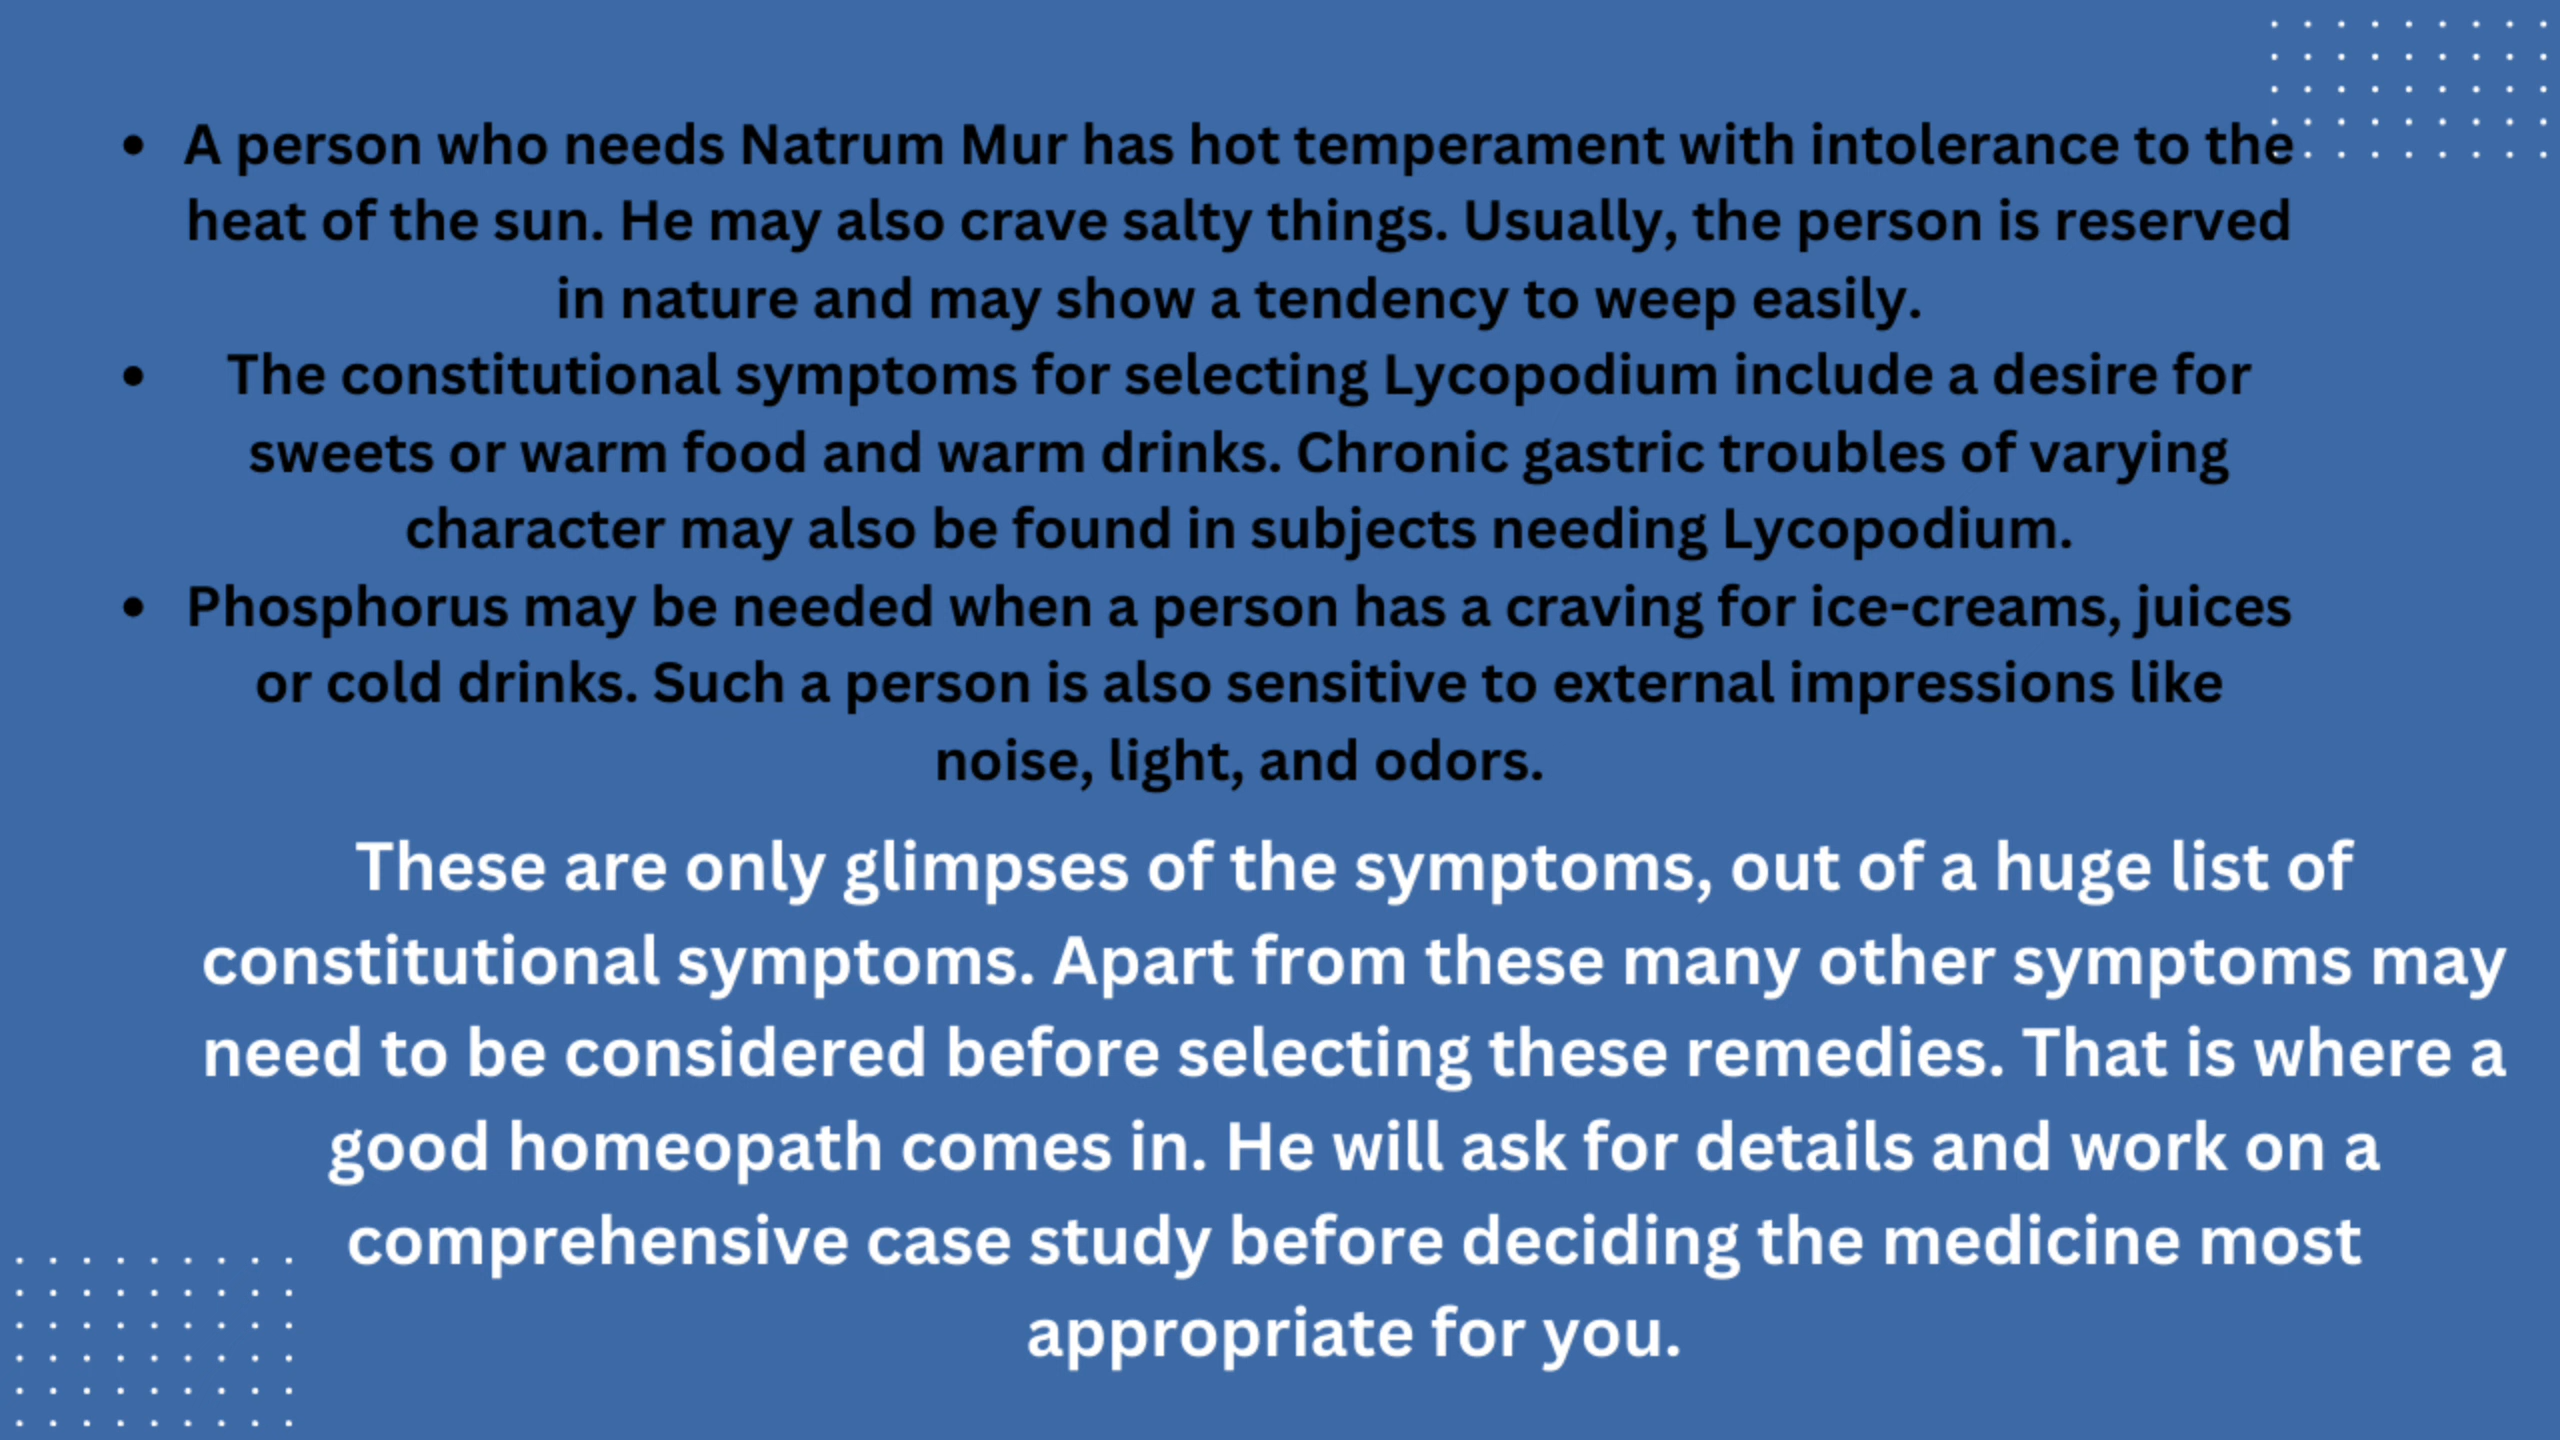 • A person who needs Natrum Mur has hot temperament with intolerance to the
heat of the sun. He may also crave salty things. Usually, the person is reserved
in nature and may show a tendency to weep easily.
• The constitutional symptoms for selecting Lycopodium include a desire for
sweets or warm food and warm drinks. Chronic gastric troubles of varying
character may also be found in subjects needing Lycopodium.
• Phosphorus may be needed when a person has a craving for ice-creams, juices
or cold drinks. Such a person is also sensitive to external impressions like
noise, light, and odors.
These are only glimpses of the symptoms, out of a huge list of
constitutional symptoms. Apart from these many other symptoms may
need to be considered before selecting these remedies. That is where a
good homeopath comes in. He will ask for details and work on a
comprehensive case study before deciding the medicine most
appropriate for you.